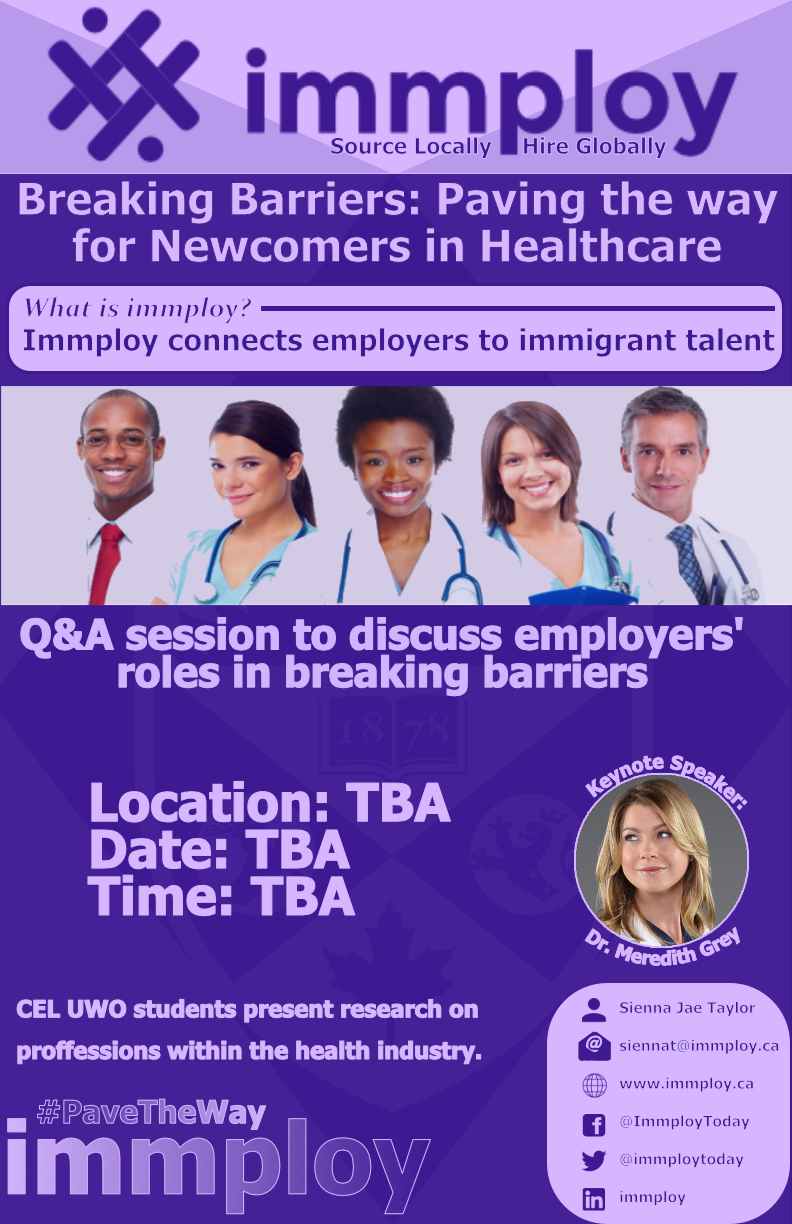 immploy
Source Locally Hire Globally
Breaking Barriers: Paving the way
for Newcomers in Healthcare
What is immploy?
Immploy connects employers to immigrant talent
Q&A session to discuss employers'
roles in breaking barriers
1878
Location: TBA
Date: TBA
Time: TBA
Keynote Speaker:
Dr. Meredith Grey
CEL UWO students present research on
proffessions within the health industry.
#PaveTheWay
immploy
Sienna Jae Taylor
siennat@immploy.ca
www.immploy.ca
@ImmployToday
@immploytoday
immploy